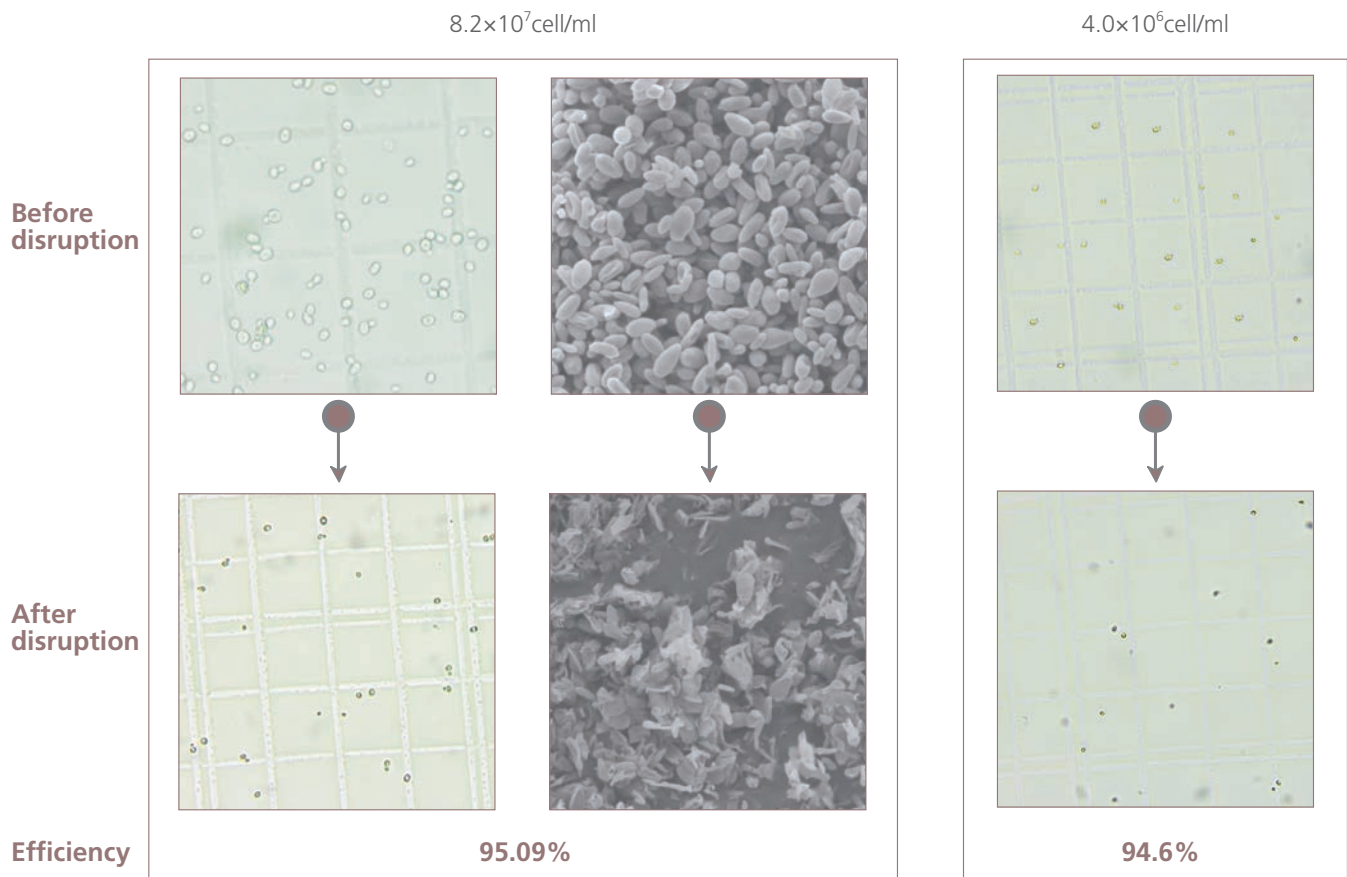 8.2×10⁷cell/ml
4.0×10⁶cell/ml
Before
disruption
After
disruption
Efficiency
95.09%
94.6%